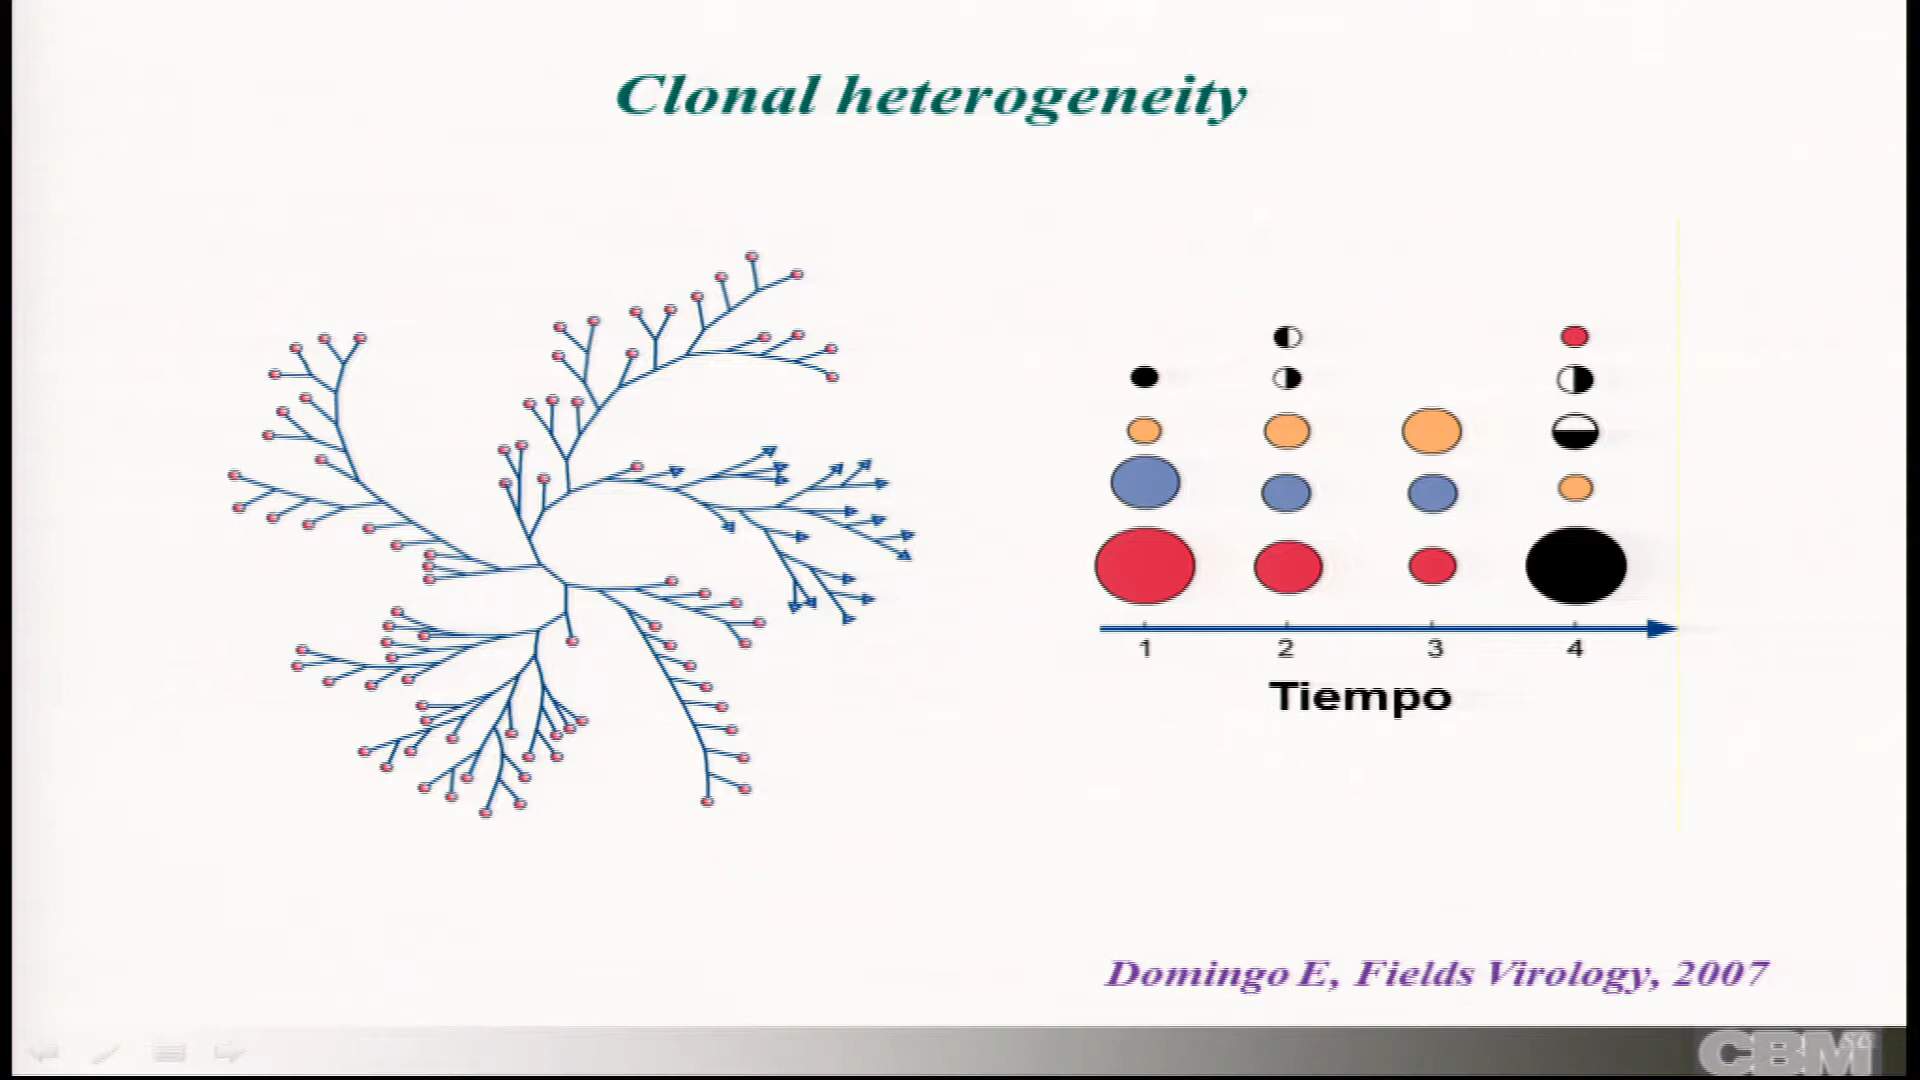 Clonal heterogeneity
1 2 3 4
Tiempo
Domingo E, Fields Virology, 2007
CBM